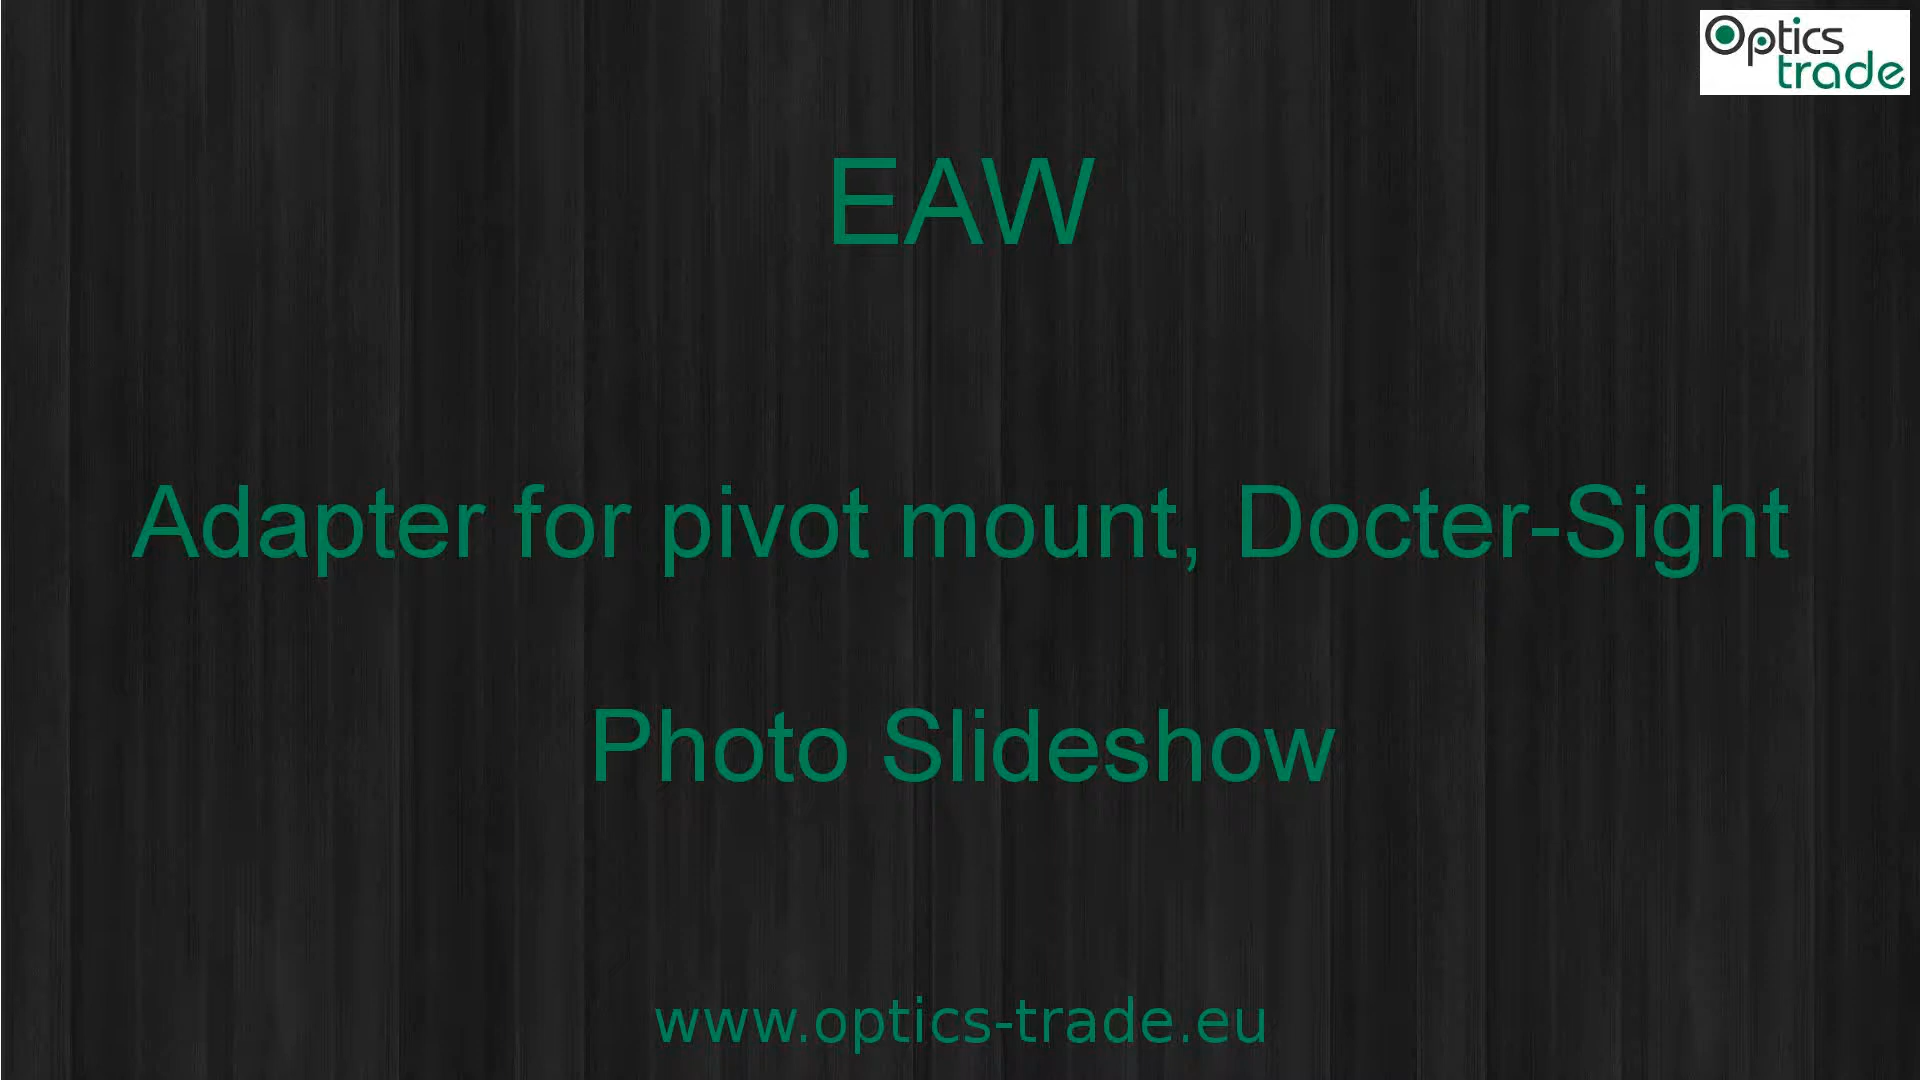 Optics
trade
EAW
Adapter for pivot mount, Docter-Sight
Photo Slideshow
www.optics-trade.eu